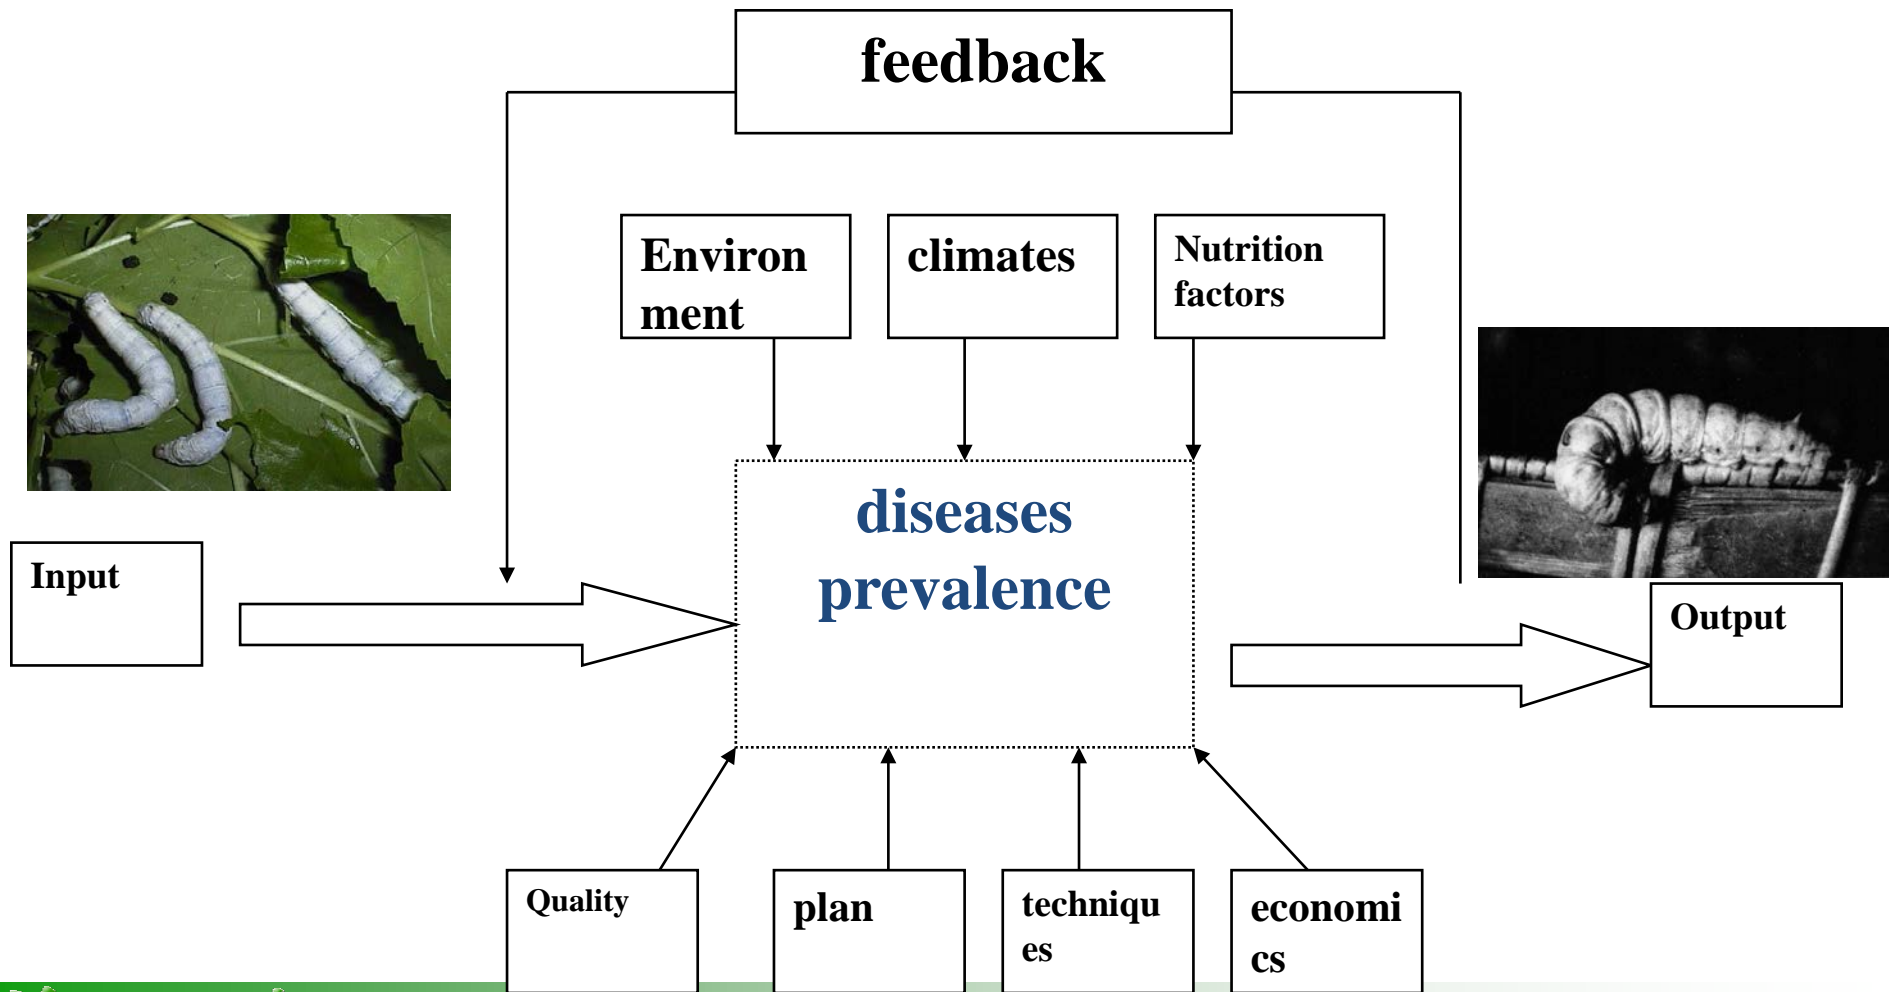 feedback
Environ
ment
climates
Nutrition
factors
diseases
prevalence
Input
Output
Quality
plan
techniqu
es
economi
cs